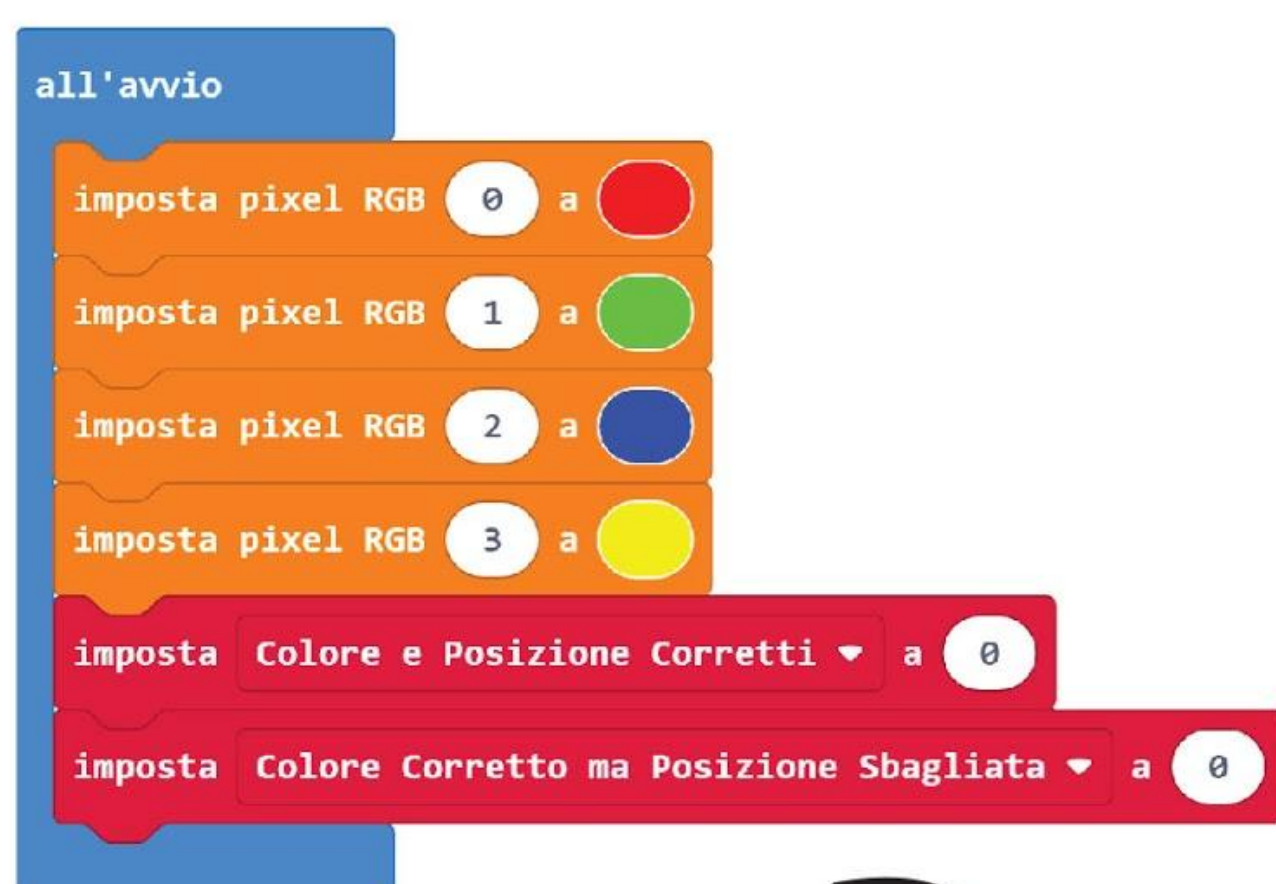 all'avvio
imposta pixel RGB 0 a
imposta pixel RGB 1 a
imposta pixel RGB 2 a
imposta pixel RGB 3 a
imposta Colore e Posizione Corretti a 0
imposta Colore Corretto ma Posizione Sbagliata a 0